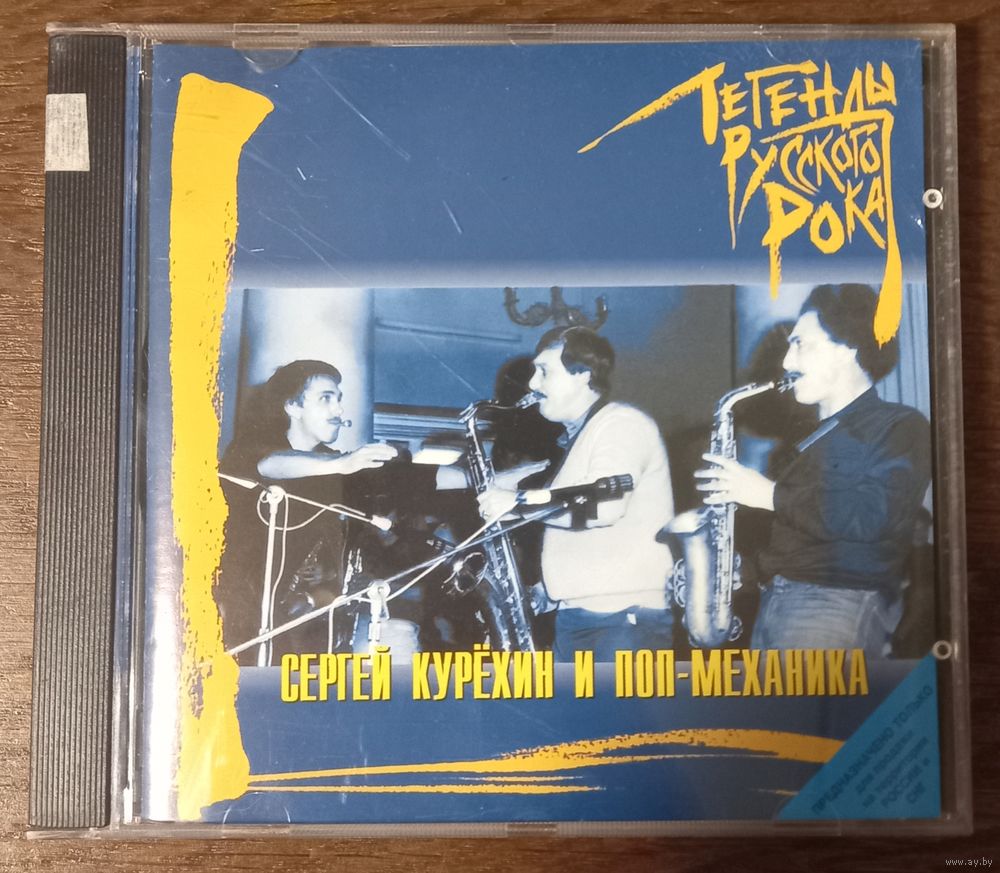 ЛЕГЕНДЫ
РУССКОГО
РОКА
СЕРГЕЙ КУРЁХИН И ПОП-МЕХАНИКА
ПРЕДНАЗНАЧЕНО ТОЛЬКО
для продажи
на территории
РОССИИ и
СНГ
www.ay.by